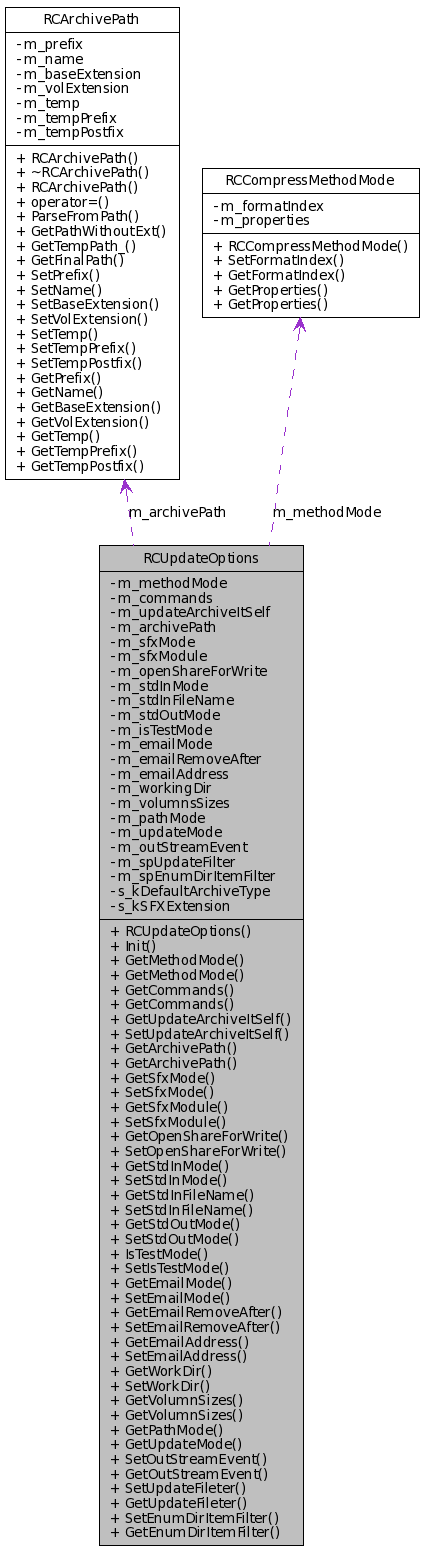 RCArchivePath
- m_prefix
- m_name
- m_baseExtension
- m_volExtension
- m_temp
- m_tempPrefix
- m_tempPostfix
+ RCArchivePath()
+ ~RCArchivePath()
+ RCArchivePath()
+ operator=()
+ ParseFromPath()
+ GetPathWithoutExt()
+ GetTempPath_()
+ GetFinalPath()
+ SetPrefix()
+ SetName()
+ SetBaseExtension()
+ SetVolExtension()
+ SetTemp()
+ SetTempPrefix()
+ SetTempPostfix()
+ GetPrefix()
+ GetName()
+ GetBaseExtension()
+ GetVolExtension()
+ GetTemp()
+ GetTempPrefix()
+ GetTempPostfix()
RCCompressMethodMode
- m_formatIndex
- m_properties
+ RCCompressMethodMode()
+ SetFormatIndex()
+ GetFormatIndex()
+ GetProperties()
+ GetProperties()
m_archivePath
m_methodMode
RCUpdateOptions
- m_methodMode
- m_commands
- m_updateArchiveItSelf
- m_archivePath
- m_sfxMode
- m_sfxModule
- m_openShareForWrite
- m_stdInMode
- m_stdInFileName
- m_stdOutMode
- m_isTestMode
- m_emailMode
- m_emailRemoveAfter
- m_emailAddress
- m_workingDir
- m_volumnsSizes
- m_pathMode
- m_updateMode
- m_outStreamEvent
- m_spUpdateFilter
- m_spEnumDirItemFilter
- s_kDefaultArchiveType
- s_kSFXExtension
+ RCUpdateOptions()
+ Init()
+ GetMethodMode()
+ GetMethodMode()
+ GetCommands()
+ GetCommands()
+ GetUpdateArchiveItSelf()
+ SetUpdateArchiveItSelf()
+ GetArchivePath()
+ GetArchivePath()
+ GetSfxMode()
+ SetSfxMode()
+ GetSfxModule()
+ SetSfxModule()
+ GetOpenShareForWrite()
+ SetOpenShareForWrite()
+ GetStdInMode()
+ SetStdInMode()
+ GetStdInFileName()
+ SetStdInFileName()
+ GetStdOutMode()
+ SetStdOutMode()
+ IsTestMode()
+ SetIsTestMode()
+ GetEmailMode()
+ SetEmailMode()
+ GetEmailRemoveAfter()
+ SetEmailRemoveAfter()
+ GetEmailAddress()
+ SetEmailAddress()
+ GetWorkDir()
+ SetWorkDir()
+ GetVolumnSizes()
+ GetVolumnSizes()
+ GetPathMode()
+ GetUpdateMode()
+ SetOutStreamEvent()
+ GetOutStreamEvent()
+ SetUpdateFileter()
+ GetUpdateFileter()
+ SetEnumDirItemFilter()
+ GetEnumDirItemFilter()